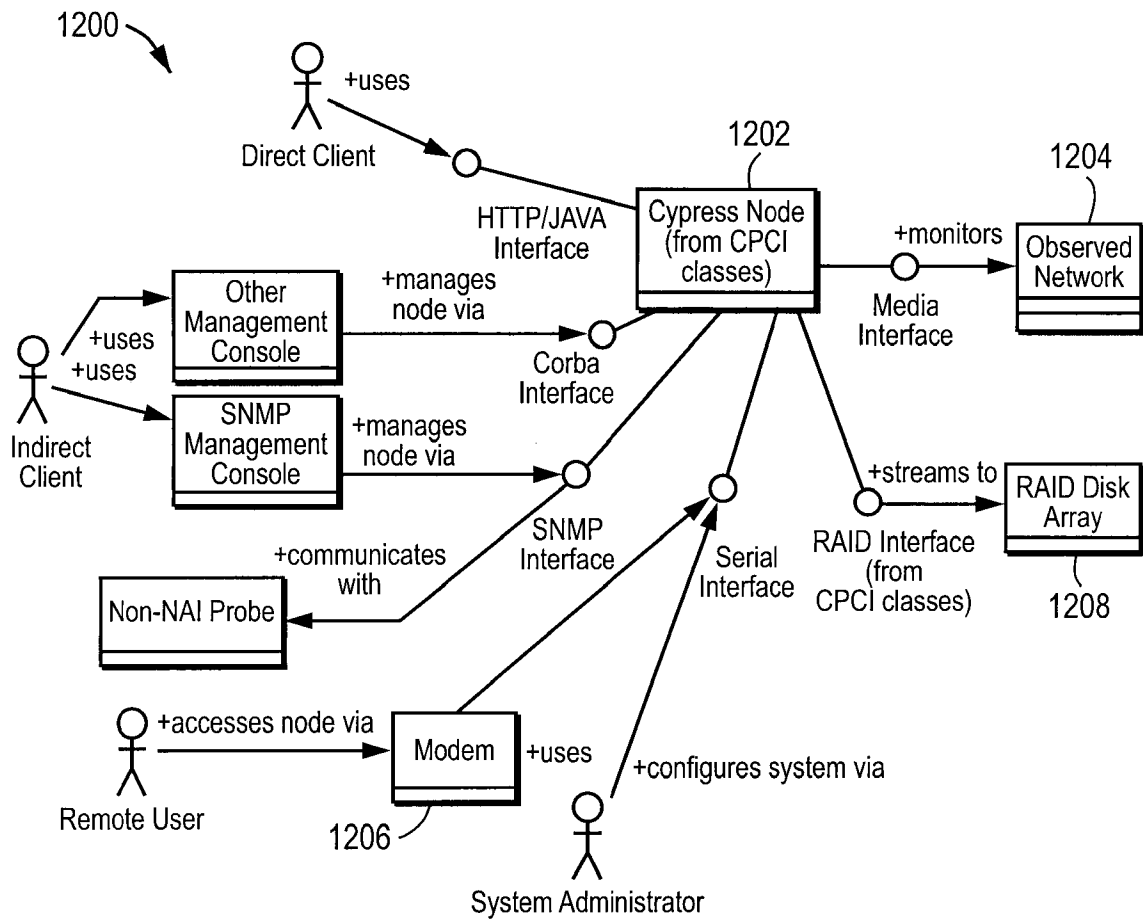 1200
+uses
Direct Client
1202
1204
HTTP/JAVA
Interface
Cypress Node
(from CPCI
classes)
+monitors
Observed
Network
Media
Interface
Other
Management
Console
+manages
node via
Corba
Interface
+uses
+uses
Indirect
Client
SNMP
Management
Console
+manages
node via
SNMP
Interface
+streams to
RAID Disk
Array
Serial
Interface
RAID Interface
(from
CPCI classes)
1208
+communicates
with
Non-NAI Probe
+accesses node via
Modem
+uses
Remote User
1206
+configures system via
System Administrator